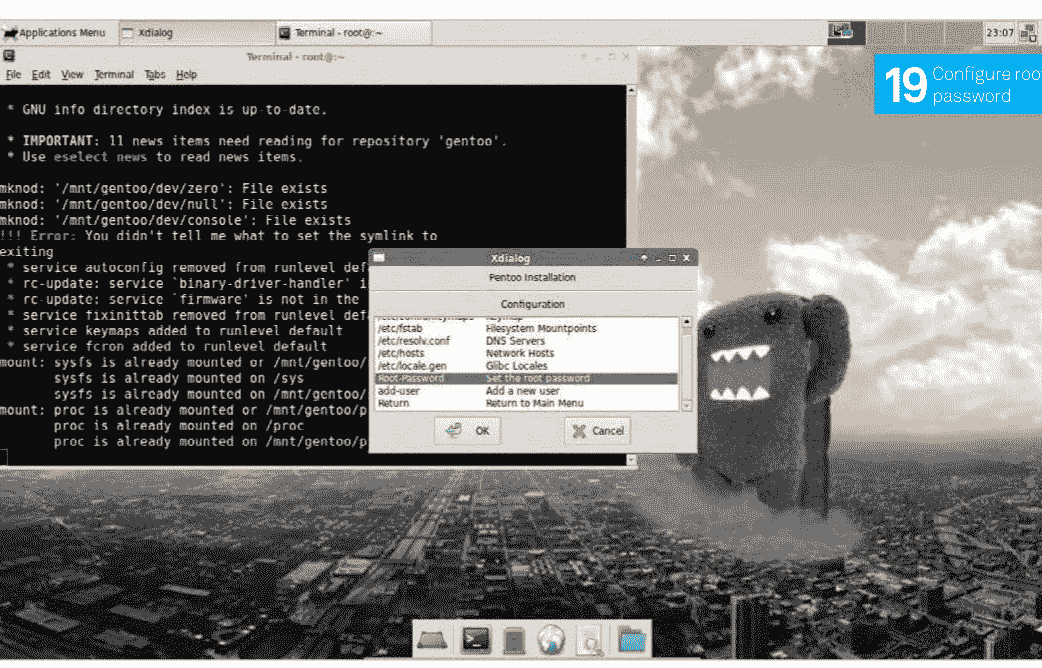 Applications Menu
Xdialog
Terminal - root@:~
23:07
19 Configure root
password
Terminal - root@:~
File Edit View Terminal Tabs Help
* GNU info directory index is up-to-date.
* IMPORTANT: 11 news items need reading for repository 'gentoo'.
* Use eselect news to read news items.
mknod: '/mnt/gentoo/dev/zero': File exists
mknod: '/mnt/gentoo/dev/null': File exists
mknod: '/mnt/gentoo/dev/console': File exists
!!! Error: You didn't tell me what to set the symlink to
exiting
* service autoconfig removed from runlevel def
* rc-update: service `binary-driver-handler' i
* rc-update: service `firmware' is not in the
* service fixinittab removed from runlevel def
* service keymaps added to runlevel default
* service fcron added to runlevel default
mount: sysfs is already mounted or /mnt/gentoo/
sysfs is already mounted on /sys
sysfs is already mounted on /mnt/gentoo/
mount: proc is already mounted or /mnt/gentoo/p
proc is already mounted on /proc
proc is already mounted on /mnt/gentoo/p
Xdialog
Pentoo Installation
Configuration
/etc/fstab Filesystem Mountpoints
/etc/resolv.conf DNS Servers
/etc/hosts Network Hosts
/etc/locale.gen Glibc Locales
Root-Password Set the root password
add-user Add a new user
Return Return to Main Menu
OK Cancel